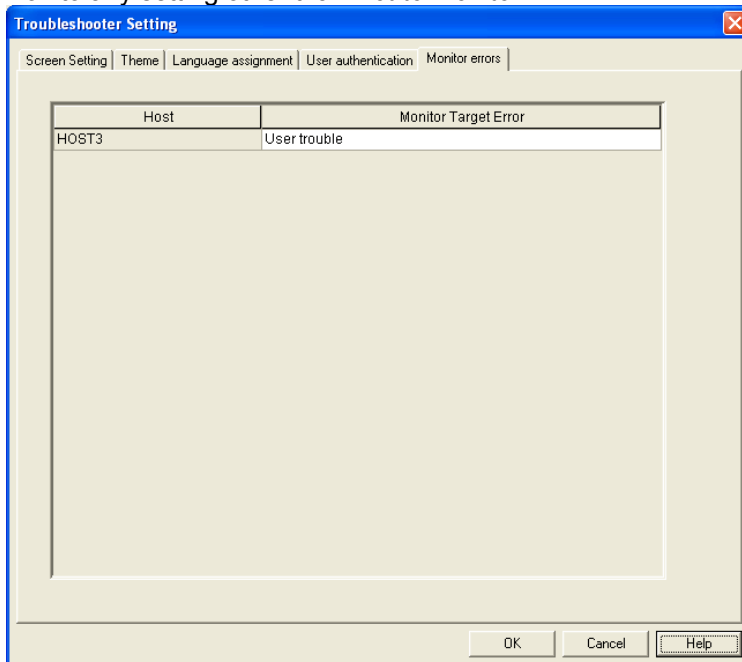 Troubleshooter Setting
Screen Setting Theme Language assignment User authentication Monitor errors
Host Monitor Target Error
HOST3 User trouble
OK Cancel Help